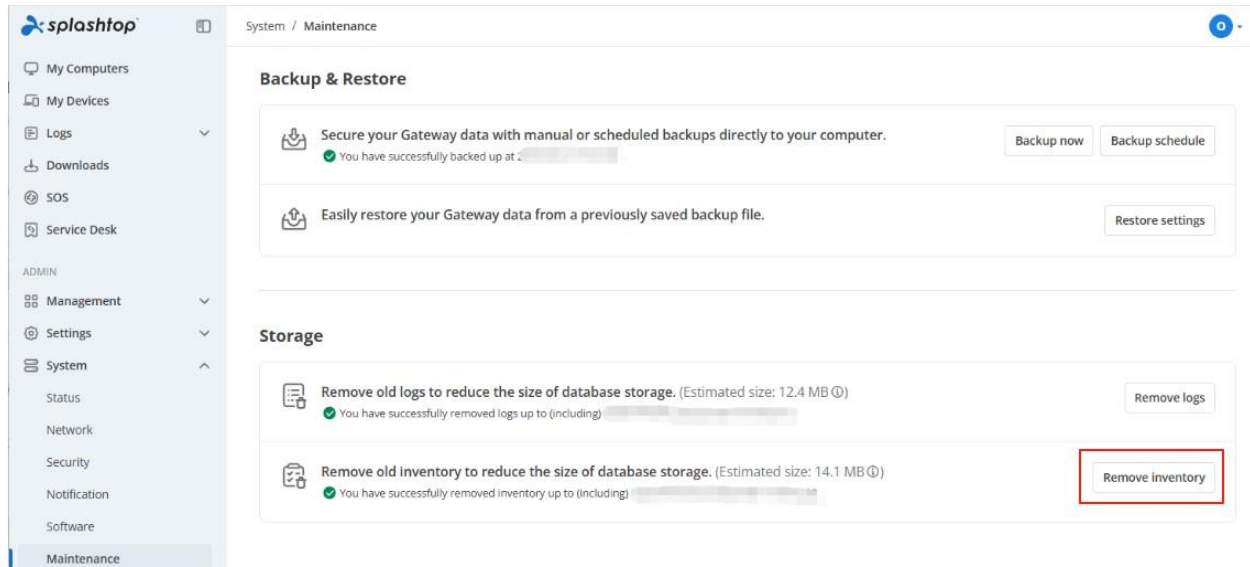 splashtop
System / Maintenance
O
My Computers
My Devices
Logs
Downloads
SOS
Service Desk
ADMIN
Management
Settings
System
Status
Network
Security
Notification
Software
Maintenance
Backup & Restore
Secure your Gateway data with manual or scheduled backups directly to your computer.
You have successfully backed up at
Backup now
Backup schedule
Easily restore your Gateway data from a previously saved backup file.
Restore settings
Storage
Remove old logs to reduce the size of database storage. (Estimated size: 12.4 MB)
You have successfully removed logs up to (including)
Remove logs
Remove old inventory to reduce the size of database storage. (Estimated size: 14.1 MB)
You have successfully removed inventory up to (including)
Remove inventory